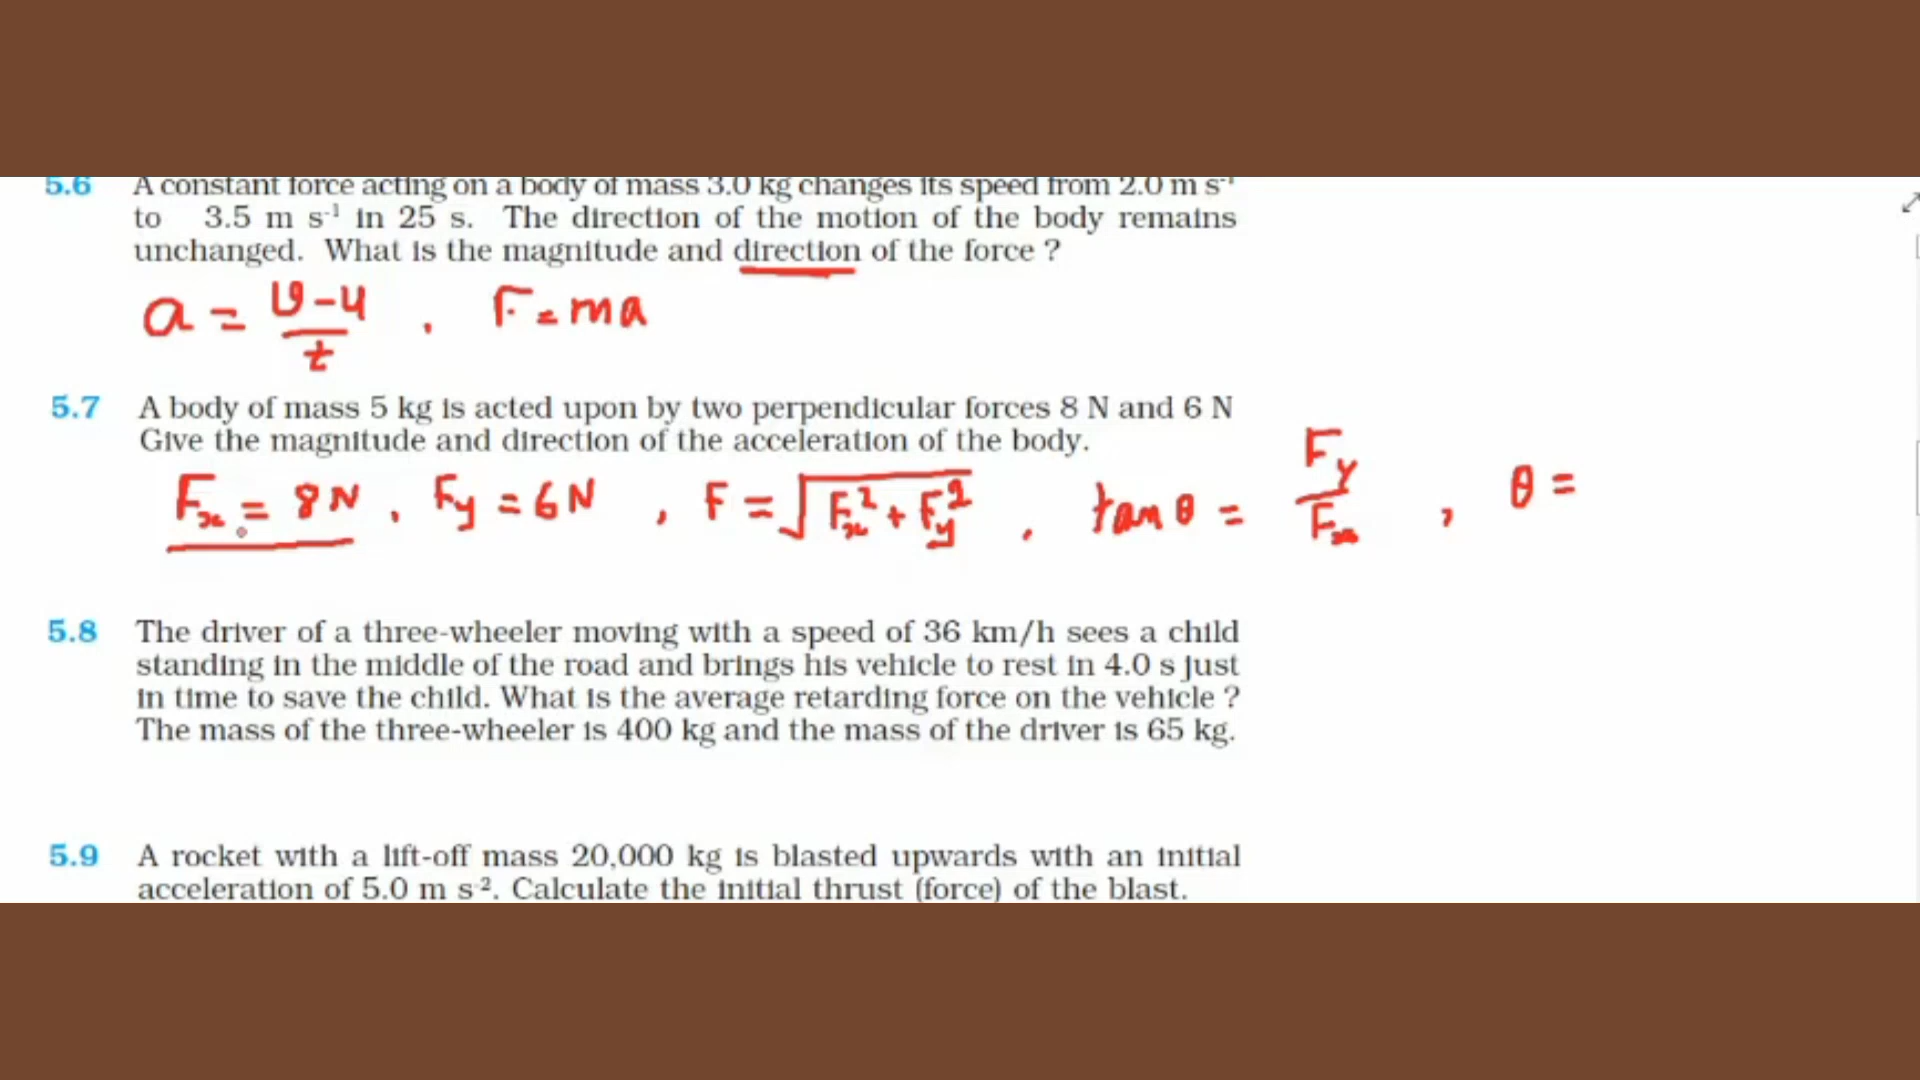 5.6 A constant force acting on a body of mass 3.0 kg changes its speed from 2.0 m s⁻¹
to 3.5 m s⁻¹ in 25 s. The direction of the motion of the body remains
unchanged. What is the magnitude and direction of the force ?
a = v-u/t , F = ma
5.7 A body of mass 5 kg is acted upon by two perpendicular forces 8 N and 6 N
Give the magnitude and direction of the acceleration of the body.
Fx = 8N , Fy = 6N , F = √(Fx² + Fy²) , tan θ = Fy/Fx , θ =
5.8 The driver of a three-wheeler moving with a speed of 36 km/h sees a child
standing in the middle of the road and brings his vehicle to rest in 4.0 s just
in time to save the child. What is the average retarding force on the vehicle ?
The mass of the three-wheeler is 400 kg and the mass of the driver is 65 kg.
5.9 A rocket with a lift-off mass 20,000 kg is blasted upwards with an initial
acceleration of 5.0 m s⁻². Calculate the initial thrust (force) of the blast.